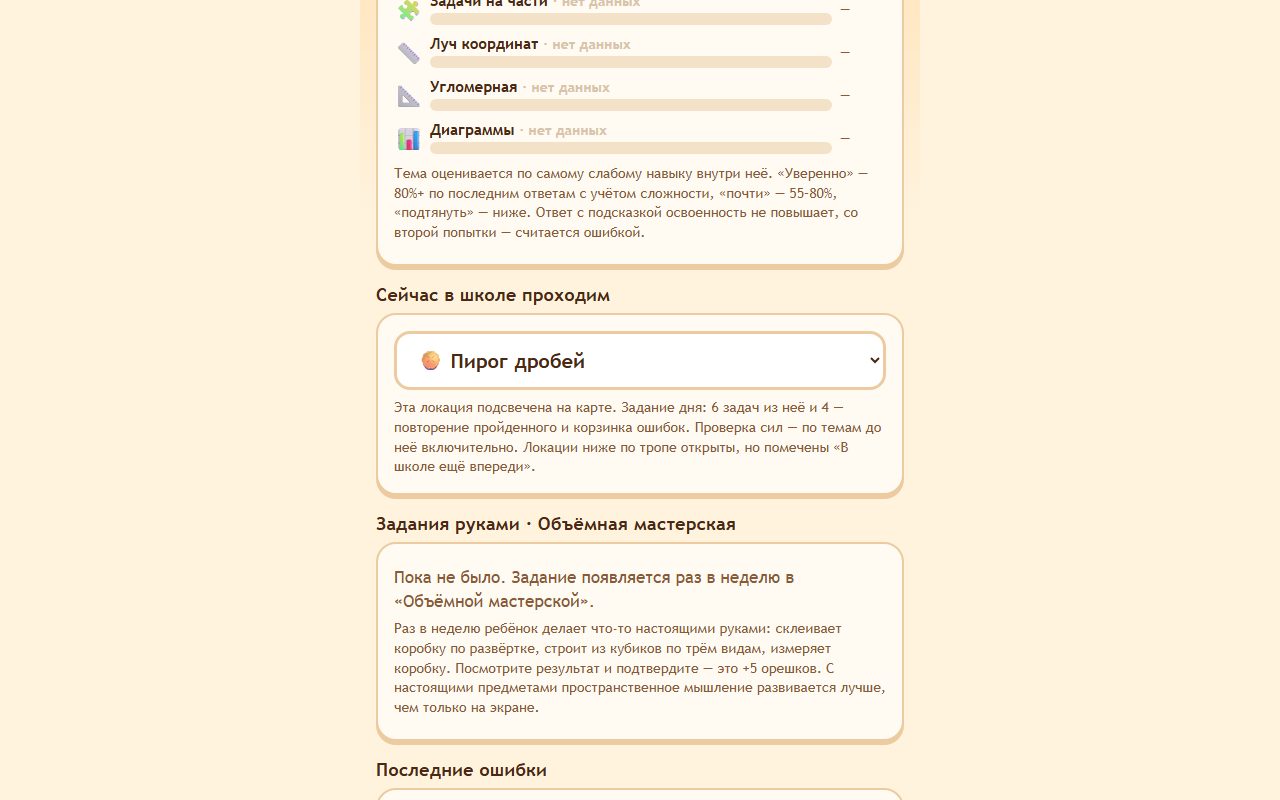 Задачи на части · нет данных —
Луч координат · нет данных —
Угломерная · нет данных —
Диаграммы · нет данных —
Тема оценивается по самому слабому навыку внутри неё. «Уверенно» —
80%+ по последним ответам с учётом сложности, «почти» — 55-80%,
«подтянуть» — ниже. Ответ с подсказкой освоенность не повышает, со
второй попытки — считается ошибкой.
Сейчас в школе проходим
Пирог дробей
Эта локация подсвечена на карте. Задание дня: 6 задач из неё и 4 —
повторение пройденного и корзинка ошибок. Проверка сил — по темам до
неё включительно. Локации ниже по тропе открыты, но помечены «В
школе ещё впереди».
Задания руками · Объёмная мастерская
Пока не было. Задание появляется раз в неделю в
«Объёмной мастерской».
Раз в неделю ребёнок делает что-то настоящими руками: склеивает
коробку по развёртке, строит из кубиков по трём видам, измеряет
коробку. Посмотрите результат и подтвердите — это +5 орешков. С
настоящими предметами пространственное мышление развивается лучше,
чем только на экране.
Последние ошибки